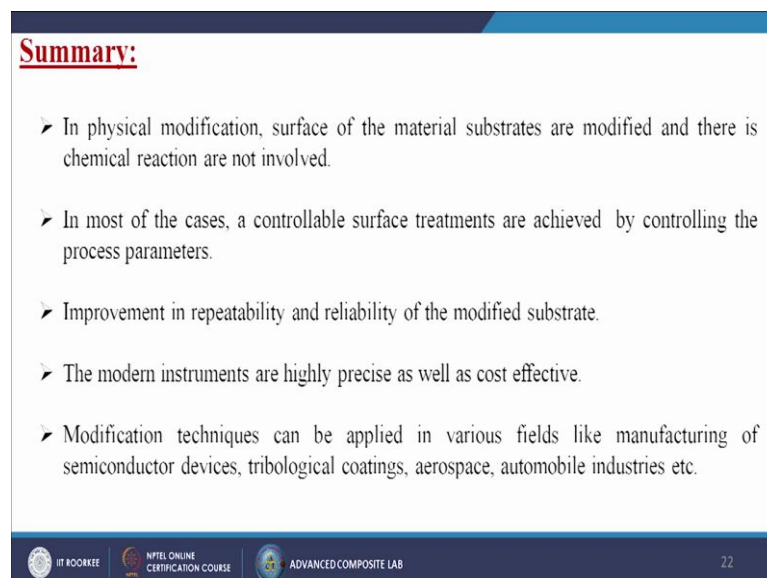 Summary:
➢ In physical modification, surface of the material substrates are modified and there is
chemical reaction are not involved.
➢ In most of the cases, a controllable surface treatments are achieved by controlling the
process parameters.
➢ Improvement in repeatability and reliability of the modified substrate.
➢ The modern instruments are highly precise as well as cost effective.
➢ Modification techniques can be applied in various fields like manufacturing of
semiconductor devices, tribological coatings, aerospace, automobile industries etc.
IIT ROORKEE
NPTEL ONLINE
CERTIFICATION COURSE
ADVANCED COMPOSITE LAB
22